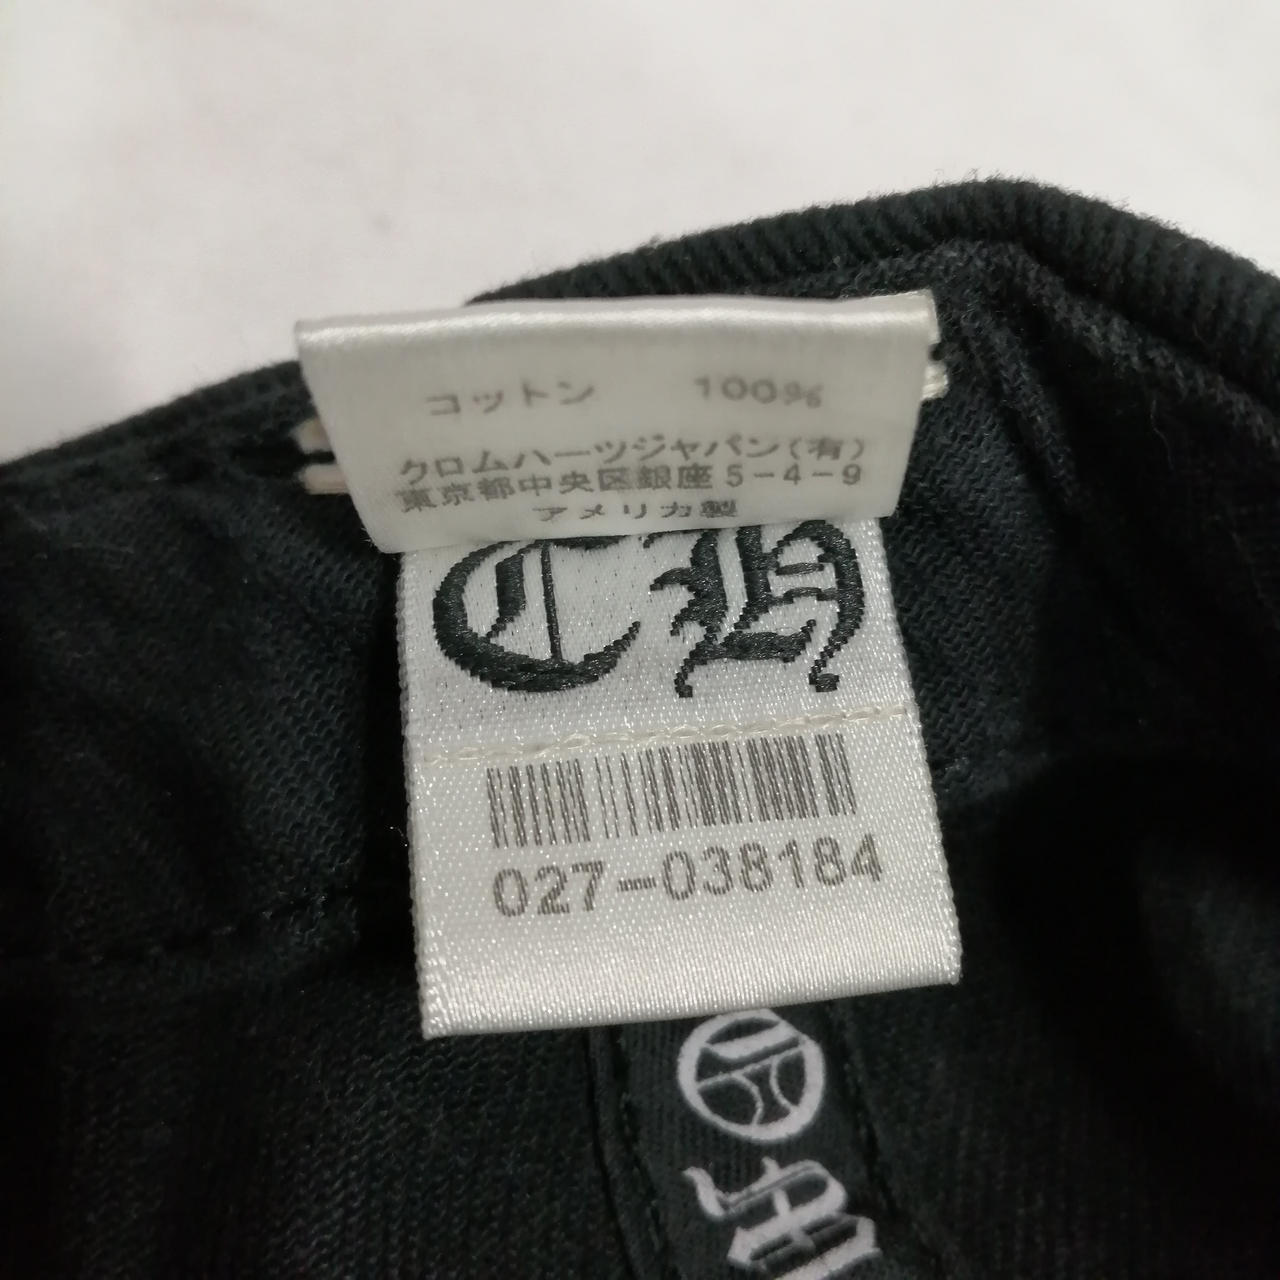 コットン 100%
クロムハーツジャパン(有)
東京都中央区銀座5-4-9
アメリカ製
CH
027-038184
OM